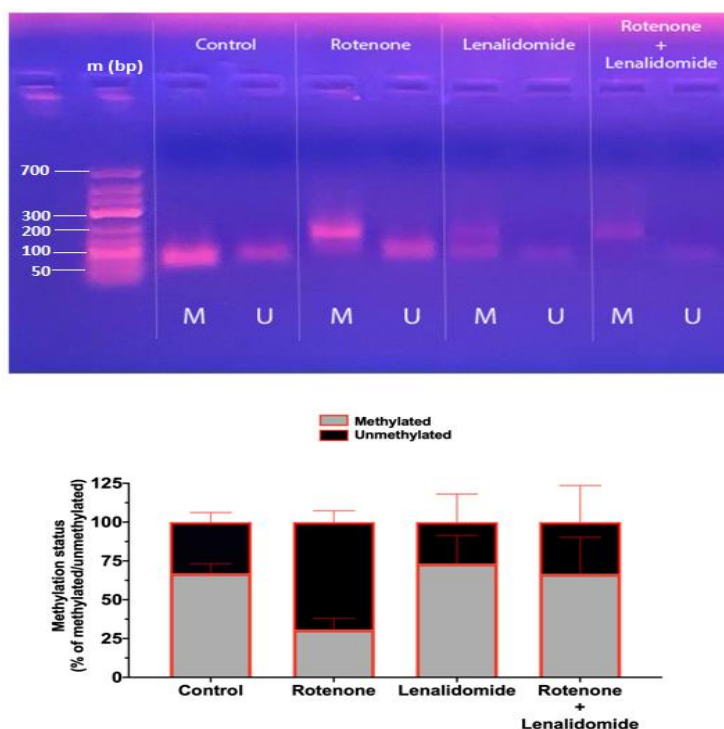 Control Rotenone Lenalidomide Rotenone
+
Lenalidomide
m (bp)
700
300
200
100
50
M U M U M U M U
Methylated
Unmethylated
Methylation status
(% of methylated/unmethylated)
125
100
75
50
25
0
Control Rotenone Lenalidomide Rotenone
+
Lenalidomide